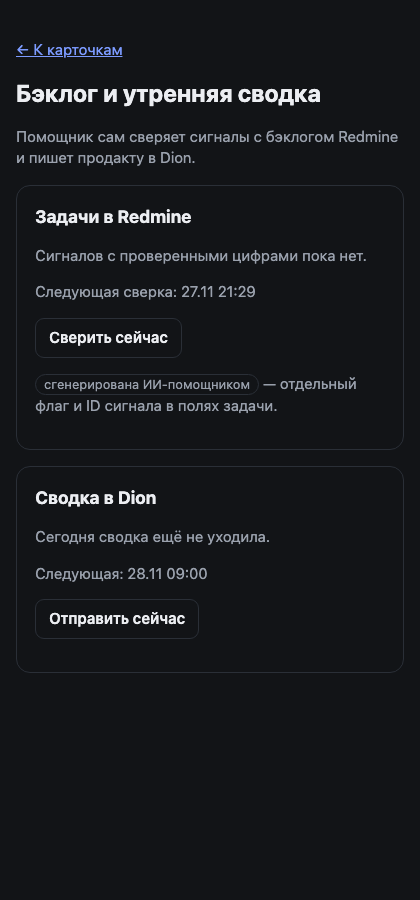 ← К карточкам
Бэклог и утренняя сводка
Помощник сам сверяет сигналы с бэклогом Redmine
и пишет продакту в Dion.
Задачи в Redmine
Сигналов с проверенными цифрами пока нет.
Следующая сверка: 27.11 21:29
Сверить сейчас
сгенерирована ИИ-помощником — отдельный
флаг и ID сигнала в полях задачи.
Сводка в Dion
Сегодня сводка ещё не уходила.
Следующая: 28.11 09:00
Отправить сейчас